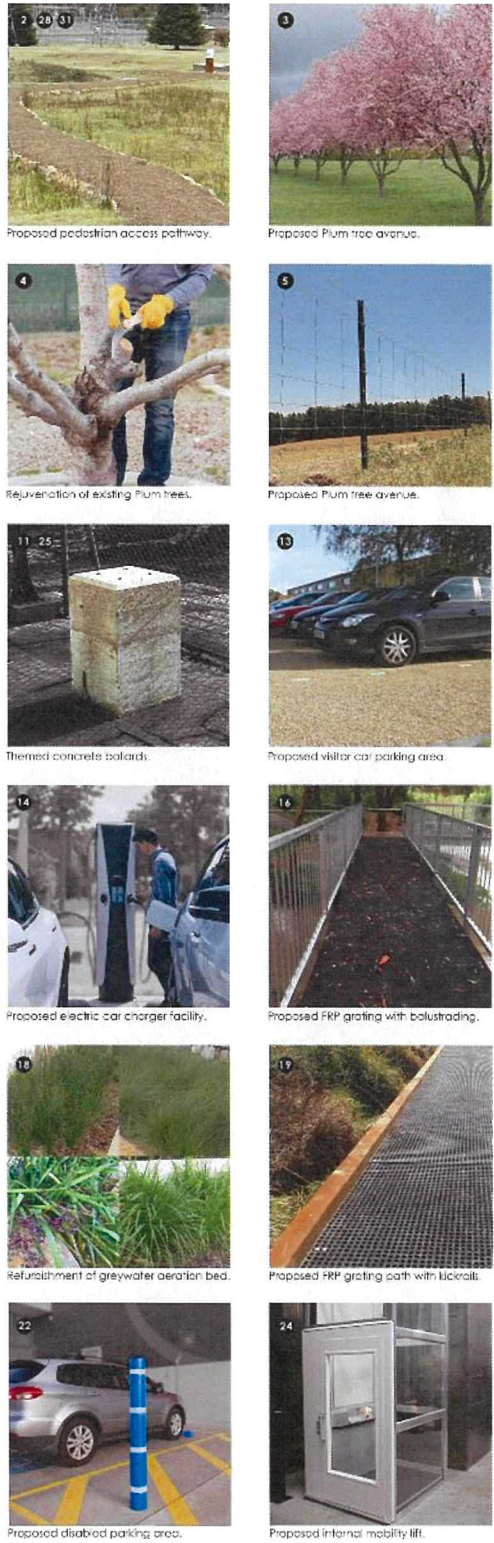 2 28 31
3
Proposed pedestrian access pathway.
Proposed Plum tree avenue.
4
5
Rejuvenation of existing Plum trees.
Proposed Plum tree avenue.
11 25
13
Themed concrete bollards.
Proposed visitor car parking area
14
16
Proposed electric car charger facility.
Proposed FRP grating with balustrading.
18
19
Refurbishment of greywater aeration bed.
Proposed FRP grating path with kickrails.
22
24
Proposed disabled parking area.
Proposed internal mobility lift.